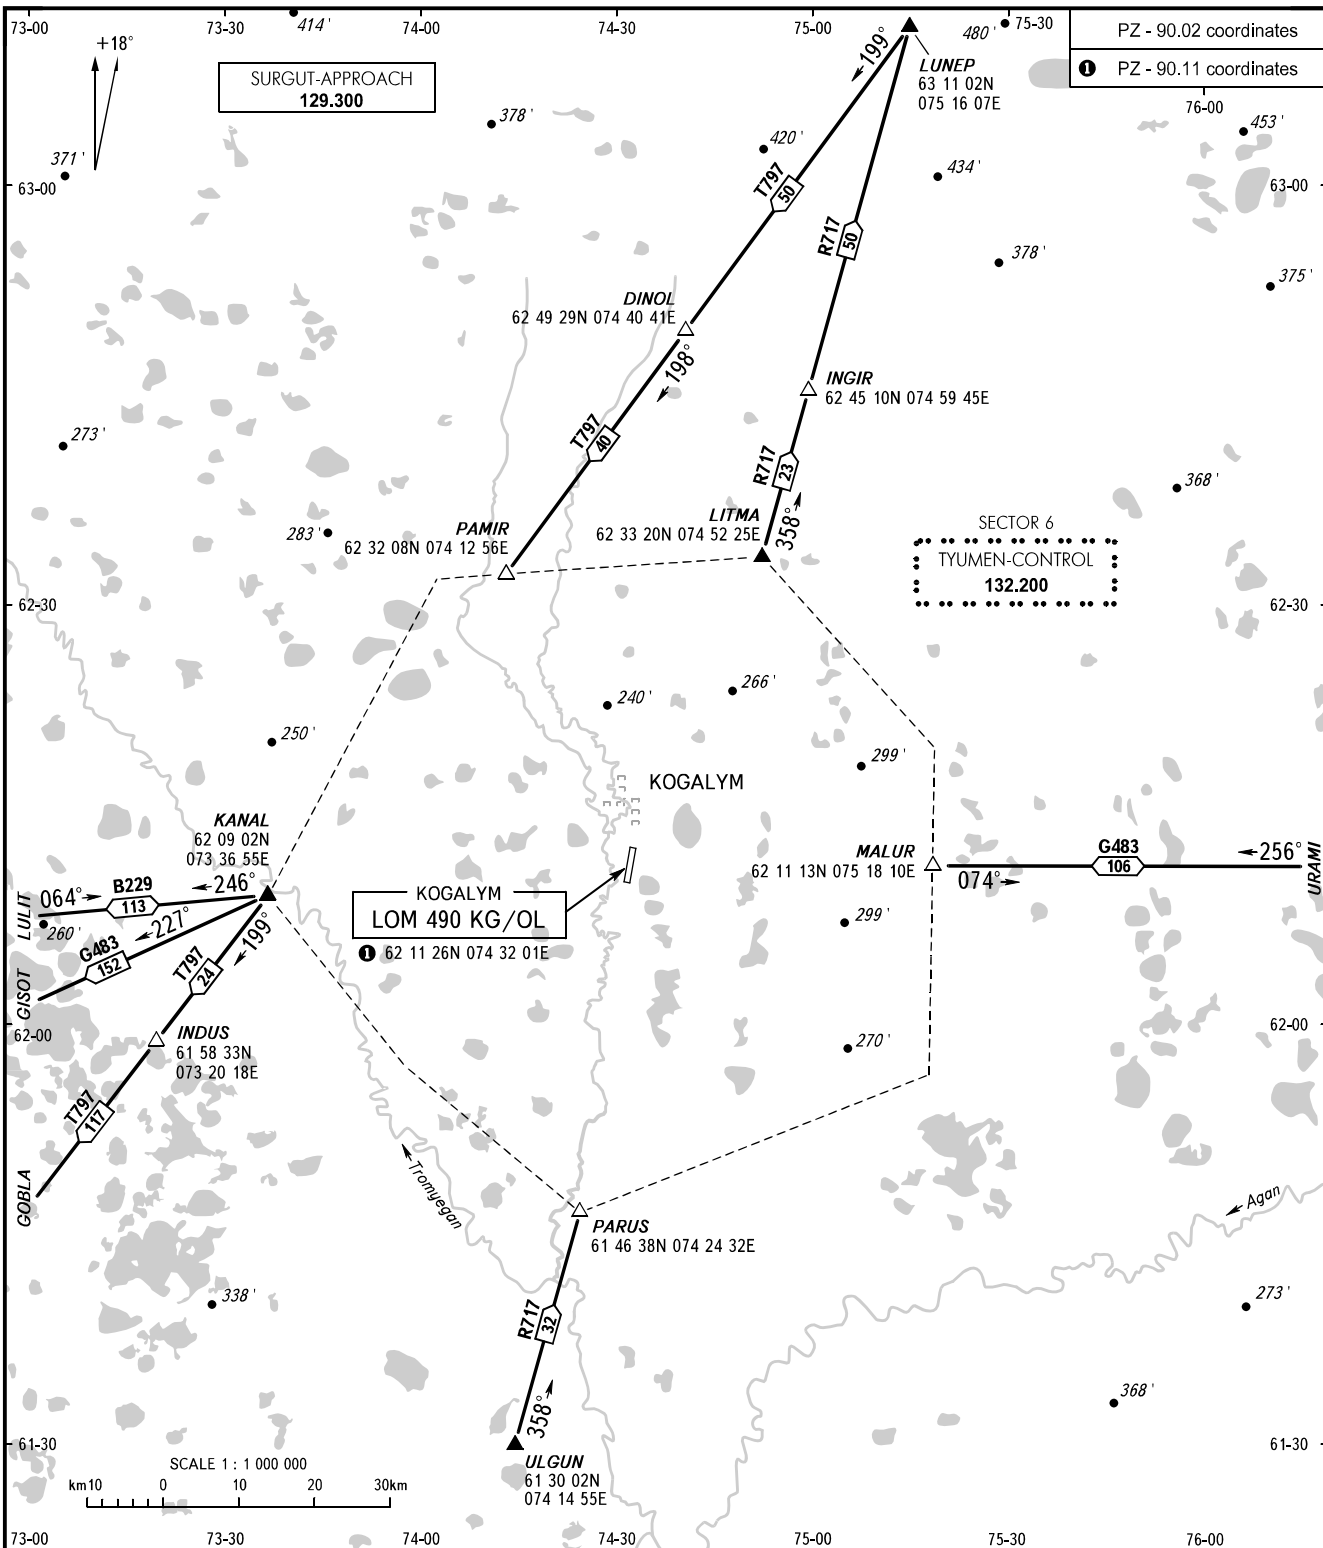 73-00
73-30
74-00
74-30
75-00
75-30
414'
480'
PZ - 90.02 coordinates
❶ PZ - 90.11 coordinates
+18°
SURGUT-APPROACH
129.300
199°
LUNEP
63 11 02N
075 16 07E
76-00
378'
453'
420'
371'
434'
63-00
63-00
T797
50
R717
50
378'
375'
DINOL
62 49 29N 074 40 41E
198°
INGIR
62 45 10N 074 59 45E
273'
T797
40
R717
23
368'
PAMIR
62 32 08N 074 12 56E
283'
LITMA
62 33 20N 074 52 25E
358°
SECTOR 6
TYUMEN-CONTROL
132.200
62-30
62-30
266'
240'
250'
299'
KOGALYM
KANAL
62 09 02N
073 36 55E
MALUR
62 11 13N 075 18 10E
G483
106
256°
074°
URAMI
LULIT
064°
B229
113
246°
260'
227°
G483
152
199°
GISOT
T797
24
KOGALYM
LOM 490 KG/OL
❶ 62 11 26N 074 32 01E
299'
62-00
62-00
INDUS
61 58 33N
073 20 18E
270'
T797
117
GOBLA
Tromyegan
Agan
PARUS
61 46 38N 074 24 32E
338'
273'
R717
32
358°
368'
61-30
61-30
ULGUN
61 30 02N
074 14 55E
SCALE 1 : 1 000 000
km10 0 10 20 30km
73-00
73-30
74-00
74-30
75-00
75-30
76-00